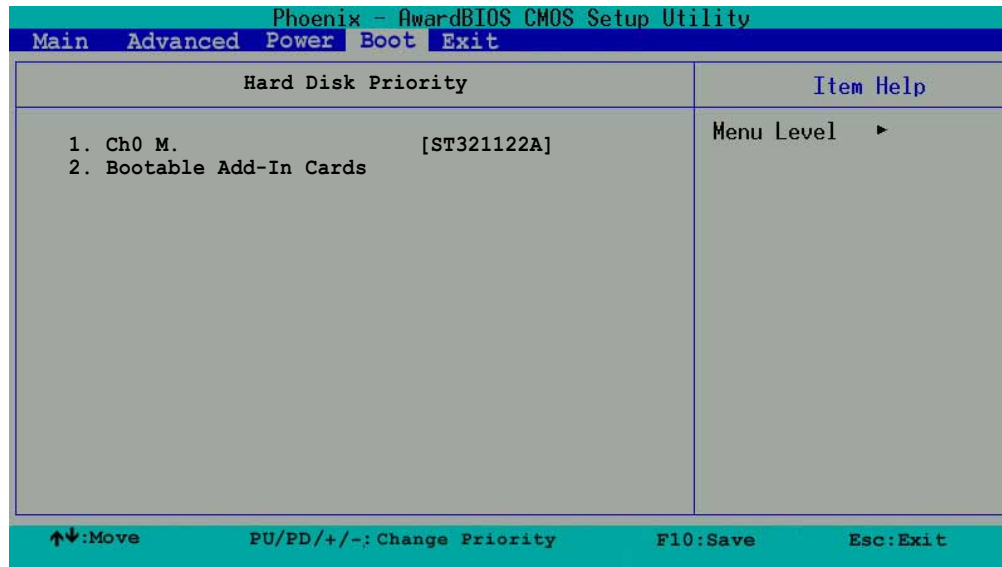 Phoenix - AwardBIOS CMOS Setup Utility
Main Advanced Power Boot Exit
Hard Disk Priority
Item Help
1. Ch0 M. [ST321122A]
2. Bootable Add-In Cards
Menu Level ►
↑↓:Move PU/PD/+/-: Change Priority F10:Save Esc:Exit